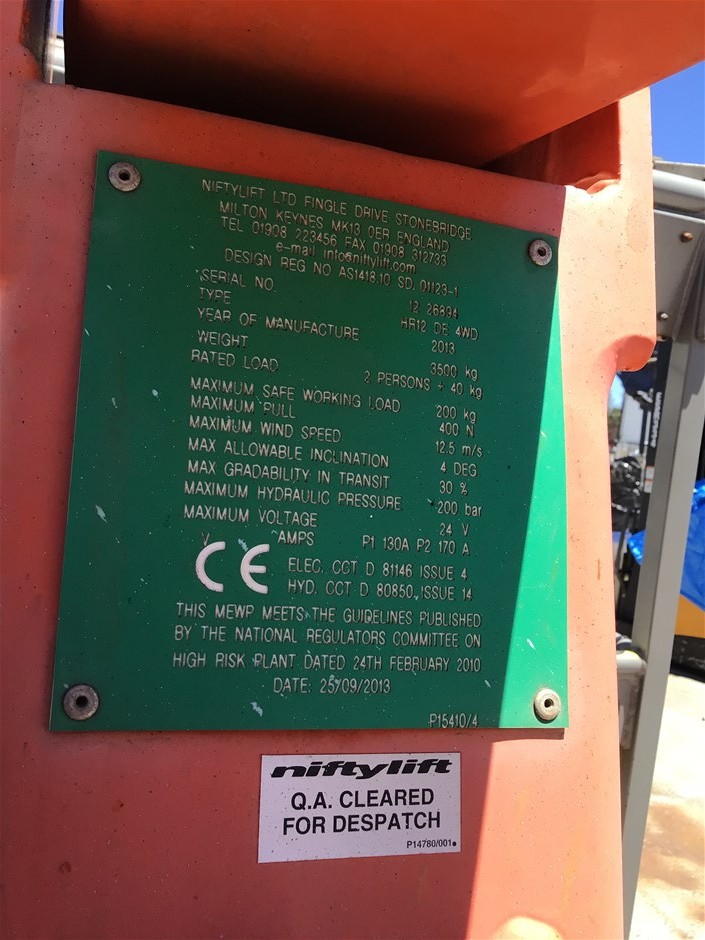 NIFTYLIFT LTD FINGLE DRIVE STONEBRIDGE
MILTON KEYNES MK13 0ER ENGLAND
TEL 01908 223456 FAX 01908 312733
e-mail info@niftylift.com
DESIGN REG NO AS1418.10 SD. 01123-1
SERIAL NO. 12 26894
TYPE HR12 DE 4WD
YEAR OF MANUFACTURE 2013
WEIGHT 3500 kg
RATED LOAD 2 PERSONS + 40 kg
MAXIMUM SAFE WORKING LOAD 200 kg
MAXIMUM PULL 400 N
MAXIMUM WIND SPEED 12.5 m/s
MAX ALLOWABLE INCLINATION 4 DEG
MAX GRADABILITY IN TRANSIT 30 %
MAXIMUM HYDRAULIC PRESSURE 200 bar
MAXIMUM VOLTAGE 24 V
AMPS P1 130A P2 170 A
CE ELEC. CCT D 81146 ISSUE 4
HYD. CCT D 80850, ISSUE 14
THIS MEWP MEETS THE GUIDELINES PUBLISHED
BY THE NATIONAL REGULATORS COMMITTEE ON
HIGH RISK PLANT DATED 24TH FEBRUARY 2010
DATE: 25/09/2013
P15410/4
niftylift
Q.A. CLEARED
FOR DESPATCH
P14780/001